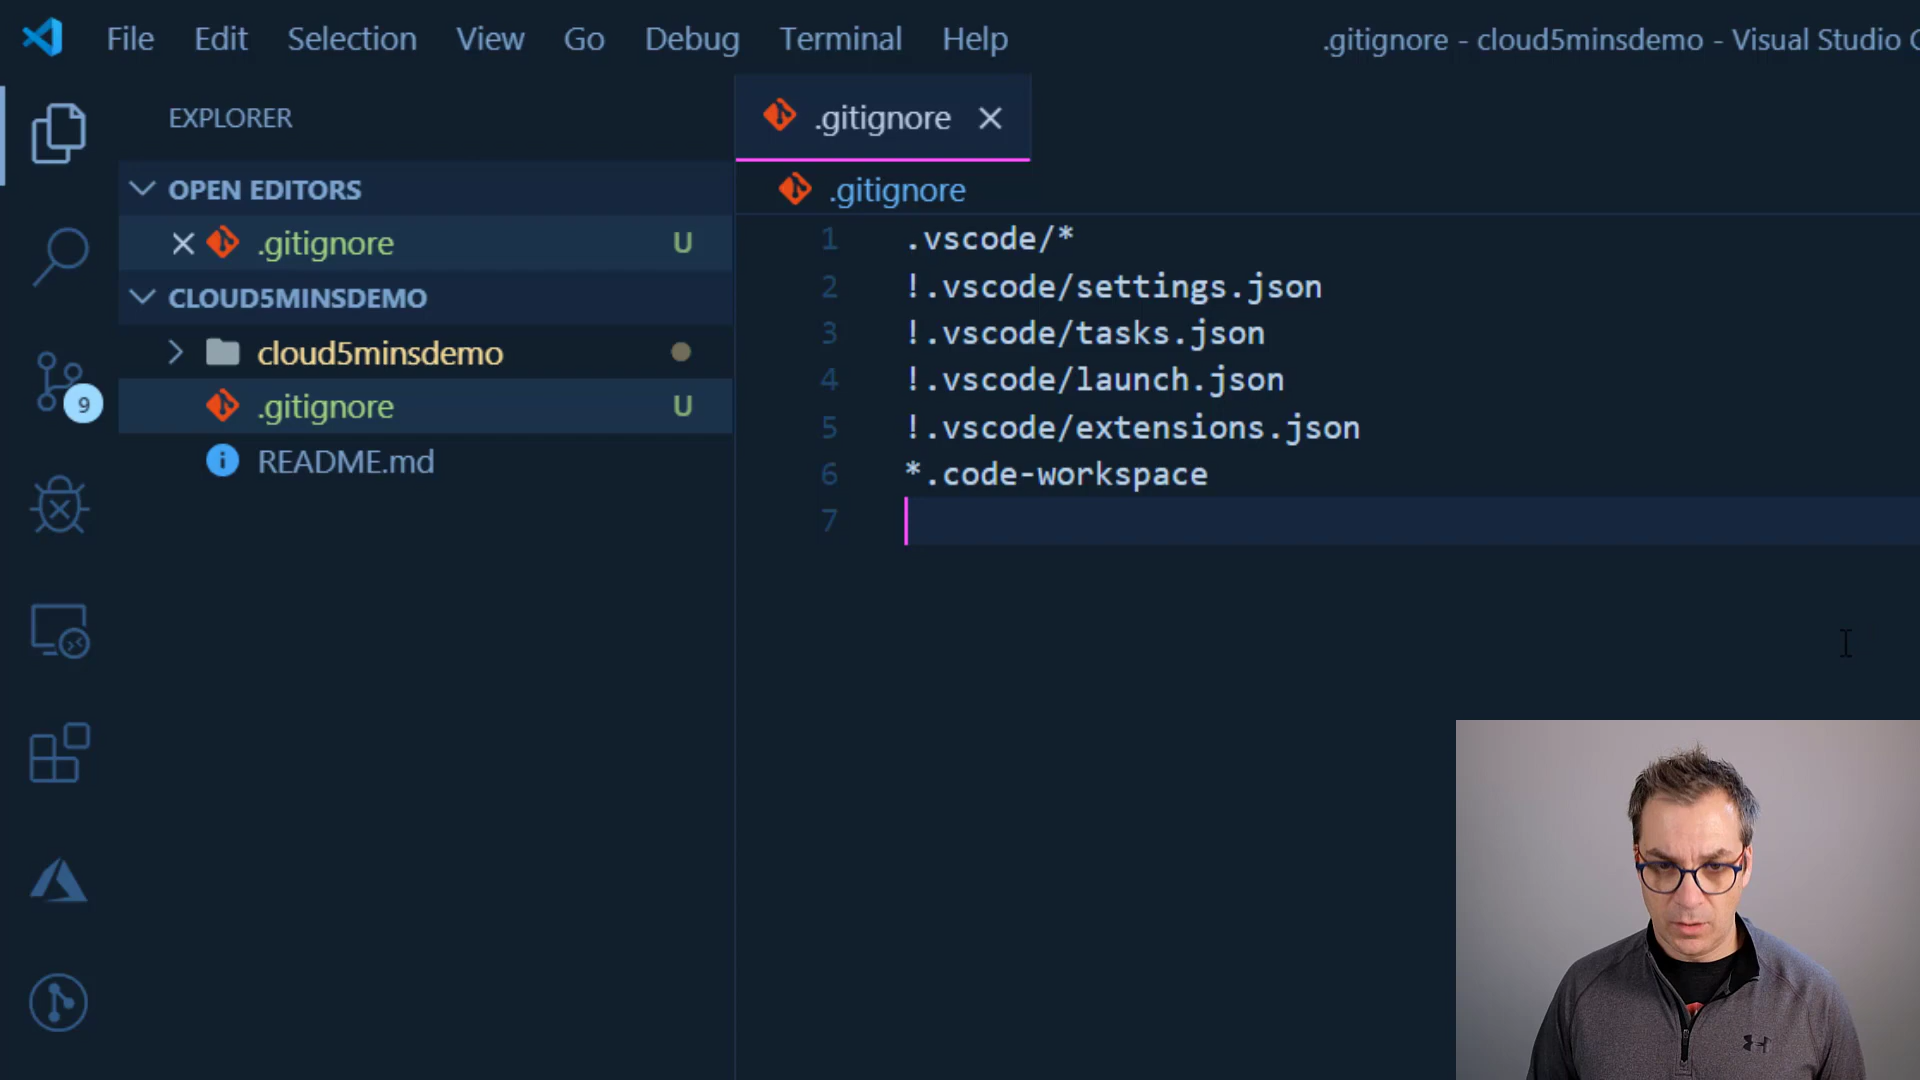 File Edit Selection View Go Debug Terminal Help
.gitignore - cloud5minsdemo - Visual Studio
EXPLORER
OPEN EDITORS
.gitignore U
CLOUD5MINSDEMO
cloud5minsdemo
.gitignore U
README.md
9
.gitignore
.gitignore
1 .vscode/*
2 !.vscode/settings.json
3 !.vscode/tasks.json
4 !.vscode/launch.json
5 !.vscode/extensions.json
6 *.code-workspace
7